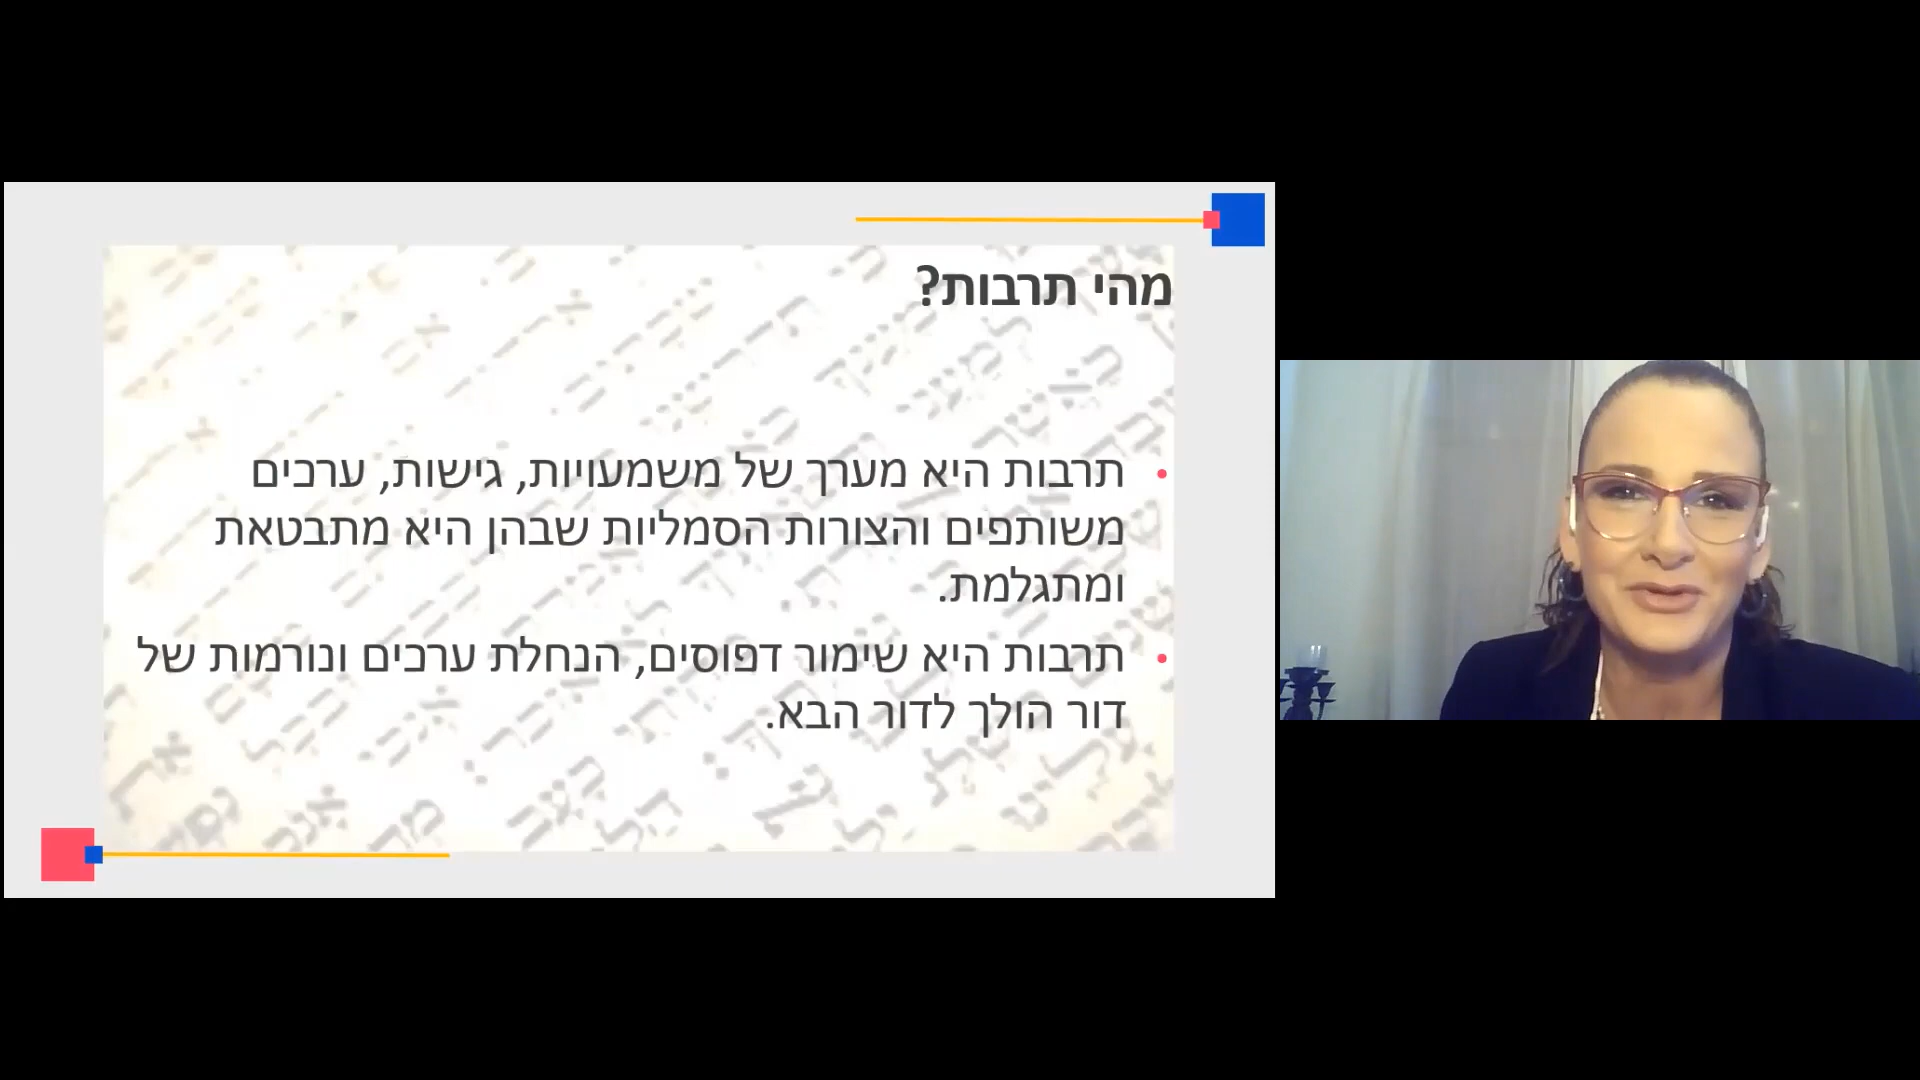 מהי תרבות?
תרבות היא מערך של משמעויות, גישות, ערכים
משותפים והצורות הסמליות שבהן היא מתבטאת
ומתגלמת.
תרבות היא שימור דפוסים, הנחלת ערכים ונורמות של
דור הולך לדור הבא.